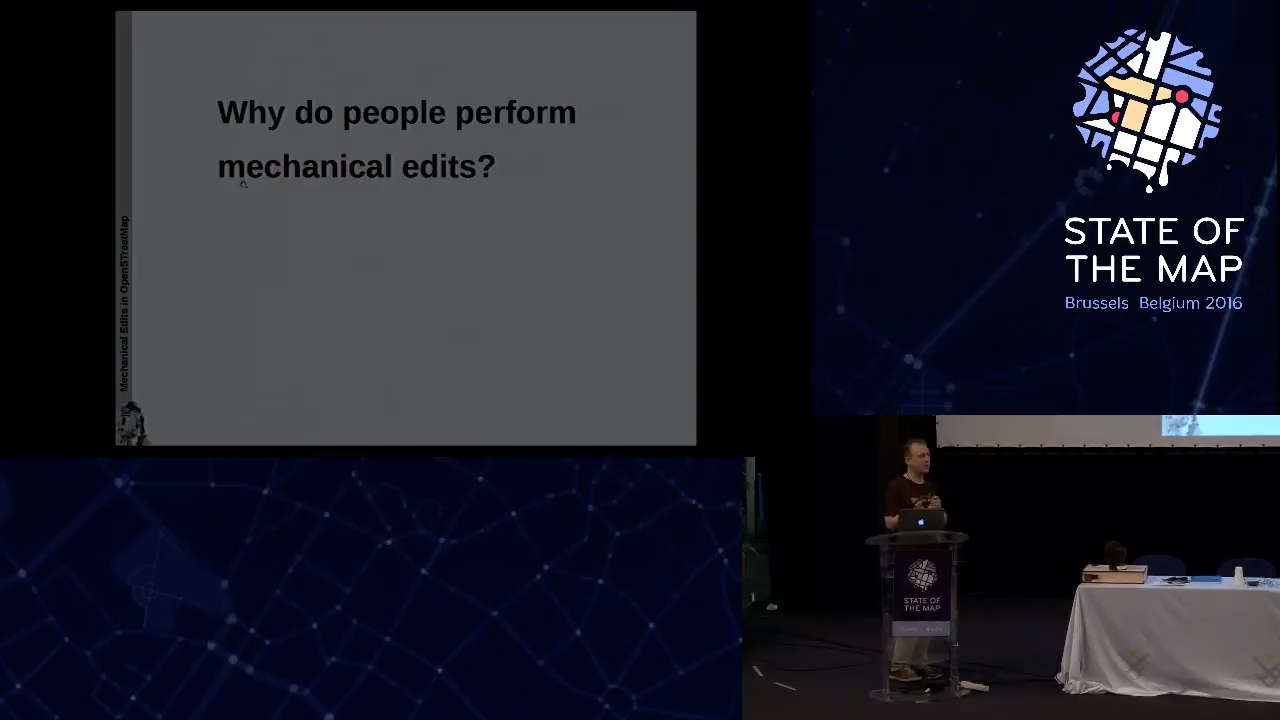 Why do people perform
mechanical edits?
Mechanical Edits in OpenSTreetMap
STATE OF
THE MAP
Brussels Belgium 2016
STATE OF
THE MAP